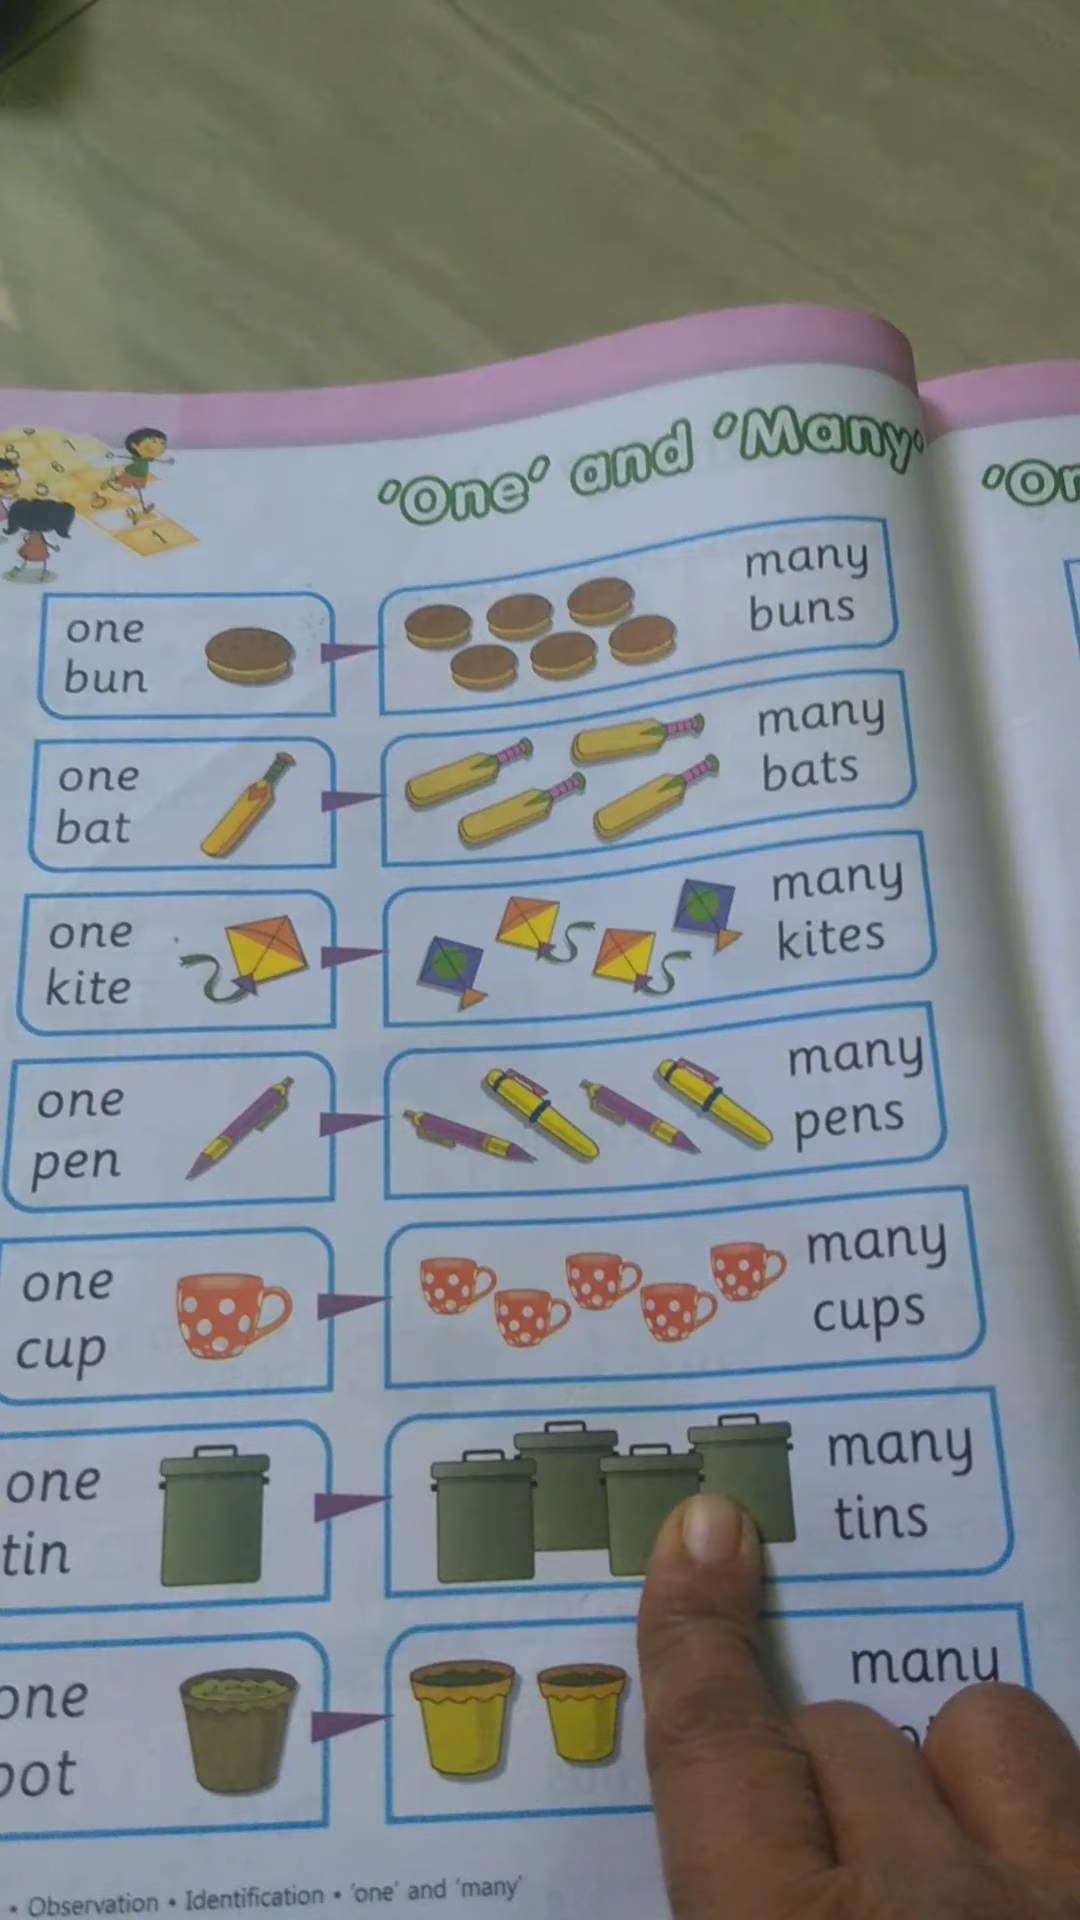 'One' and 'Many'
one
bun
many
buns
one
bat
many
bats
one
kite
many
kites
one
pen
many
pens
one
cup
many
cups
one
tin
many
tins
one
pot
many
• Observation • Identification • 'one' and 'many'